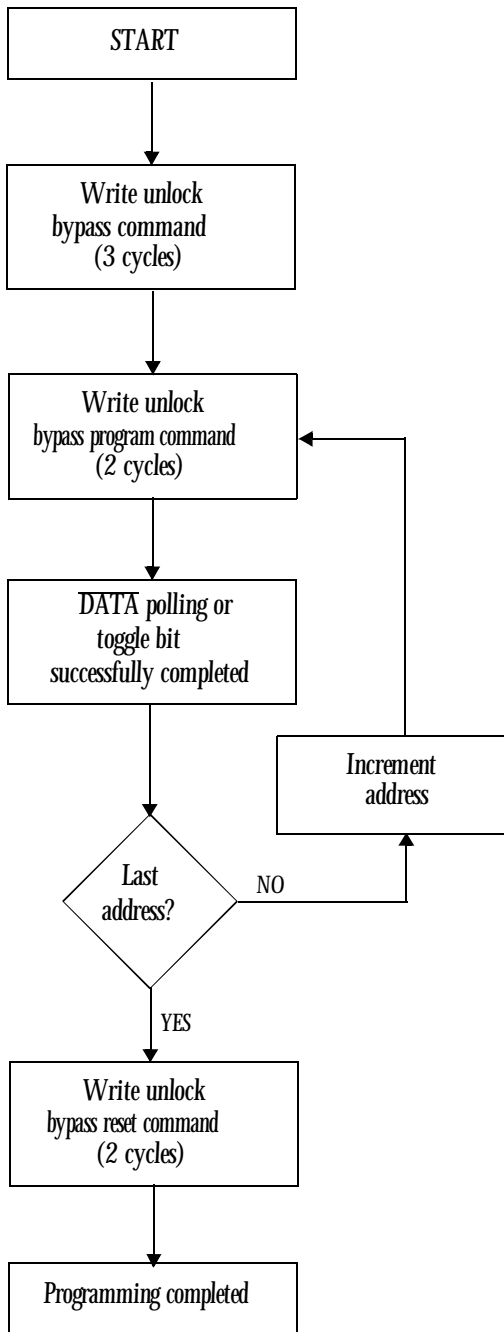 START
Write unlock
bypass command
(3 cycles)
Write unlock
bypass program command
(2 cycles)
D̅A̅T̅A̅ polling or
toggle bit
successfully completed
Increment
address
Last
address?
NO
YES
Write unlock
bypass reset command
(2 cycles)
Programming completed